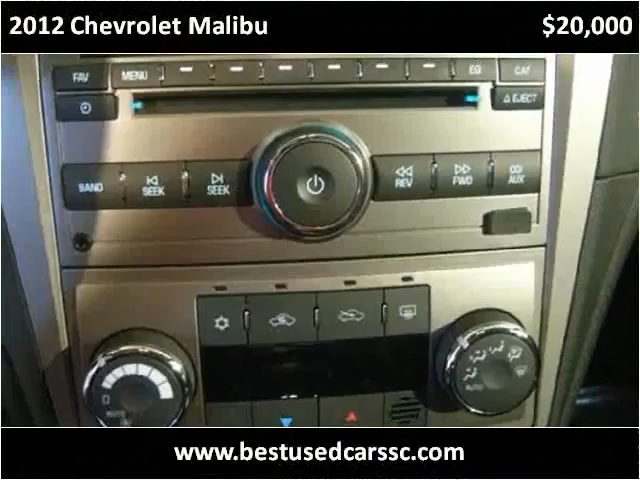 2012 Chevrolet Malibu $20,000
FAV MENU EQ CAT
EJECT
BAND SEEK SEEK REV FWD AUX
AUTO
www.bestusedcarssc.com